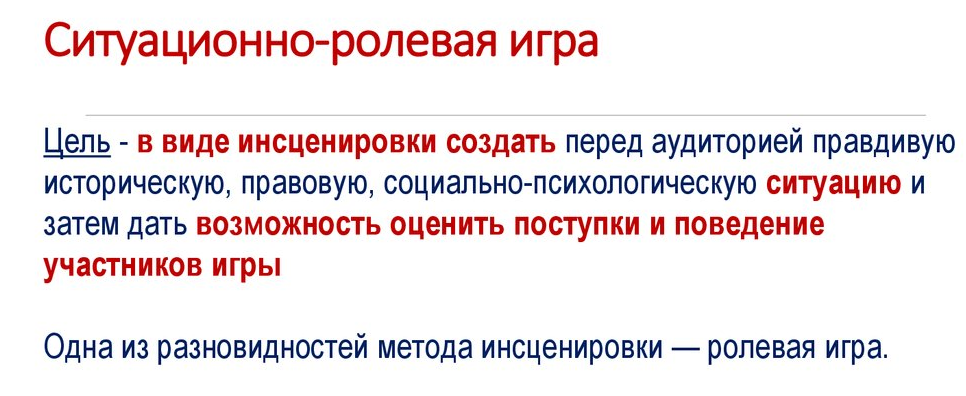 Ситуационно-ролевая игра
Цель - в виде инсценировки создать перед аудиторией правдивую
историческую, правовую, социально-психологическую ситуацию и
затем дать возможность оценить поступки и поведение
участников игры
Одна из разновидностей метода инсценировки — ролевая игра.